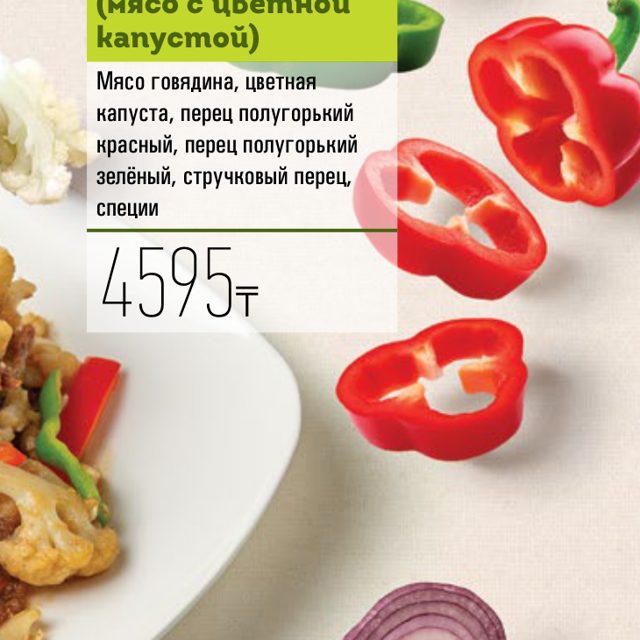 (мясо с цветной
капустой)
Мясо говядина, цветная
капуста, перец полугорький
красный, перец полугорький
зелёный, стручковый перец,
специи
4595₸